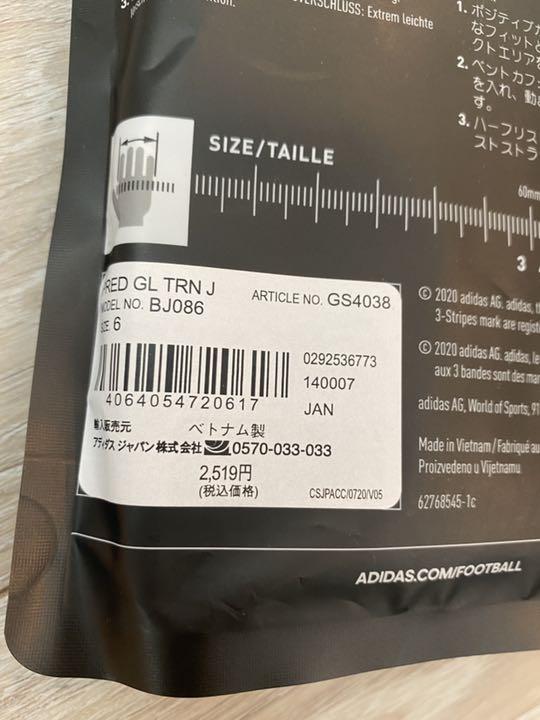 3.
OVERSCHLUSS: Extrem leichte
1. ポジティブ
なフィットと
クトエリアを
2. ベントカフ
を入れ、動き
す。
3. ハーフリス
ストストラ
SIZE/TAILLE
60mm
3
RED GL TRN J
MODEL NO. BJ086
SIZE 6
ARTICLE NO. GS4038
0292536773
140007
JAN
4064054720617
輸入販売元
ベトナム製
アディダス ジャパン株式会社 0570-033-033
2,519円
(税込価格)
CSJPACC/0720/V05
© 2020 adidas AG. adidas, t
3-Stripes mark are regist
© 2020 adidas AG. adidas, le
aux 3 bandes sont des mar
adidas AG, World of Sports, 91
Made in Vietnam / Fabriqué au
Proizvedeno u Vijetnamu
62768545-1c
ADIDAS.COM/FOOTBALL